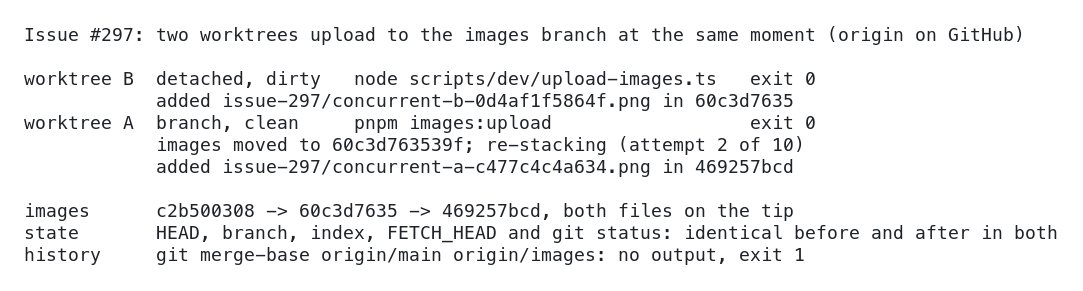 Issue #297: two worktrees upload to the images branch at the same moment (origin on GitHub)
worktree B  detached, dirty   node scripts/dev/upload-images.ts   exit 0
            added issue-297/concurrent-b-0d4af1f5864f.png in 60c3d7635
worktree A  branch, clean     pnpm images:upload                  exit 0
            images moved to 60c3d763539f; re-stacking (attempt 2 of 10)
            added issue-297/concurrent-a-c477c4c4a634.png in 469257bcd
images      c2b500308 -> 60c3d7635 -> 469257bcd, both files on the tip
state       HEAD, branch, index, FETCH_HEAD and git status: identical before and after in both
history     git merge-base origin/main origin/images: no output, exit 1